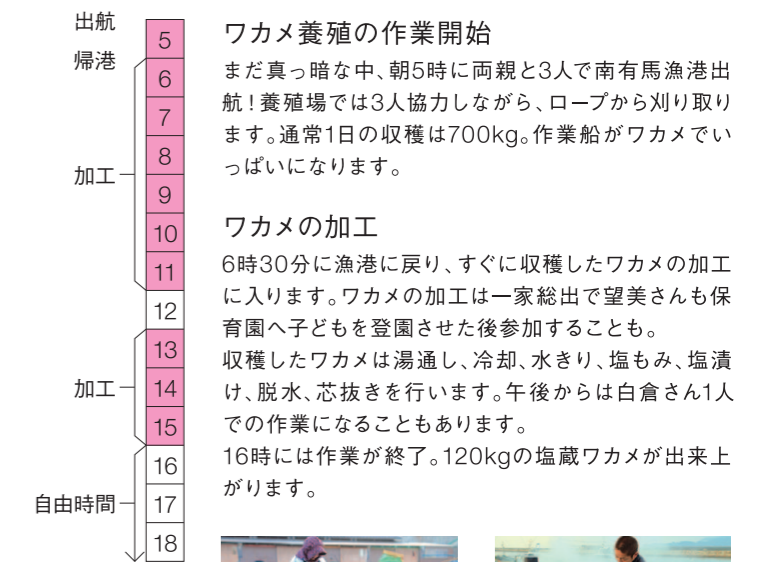 出航
帰港
加工
加工
自由時間
5
6
7
8
9
10
11
12
13
14
15
16
17
18
ワカメ養殖の作業開始
まだ真っ暗な中、朝5時に両親と3人で南有馬漁港出
航！養殖場では3人協力しながら、ロープから刈り取り
ます。通常1日の収穫は700kg。作業船がワカメでい
っぱいになります。
ワカメの加工
6時30分に漁港に戻り、すぐに収穫したワカメの加工
に入ります。ワカメの加工は一家総出で望美さんも保
育園へ子どもを登園させた後参加することも。
収穫したワカメは湯通し、冷却、水きり、塩もみ、塩漬
け、脱水、芯抜きを行います。午後からは白倉さん1人
での作業になることもあります。
16時には作業が終了。120kgの塩蔵ワカメが出来上
がります。